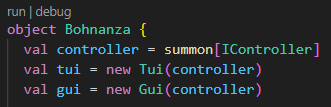 run | debug
object Bohnanza {
val controller = summon[IController]
val tui = new Tui(controller)
val gui = new Gui(controller)